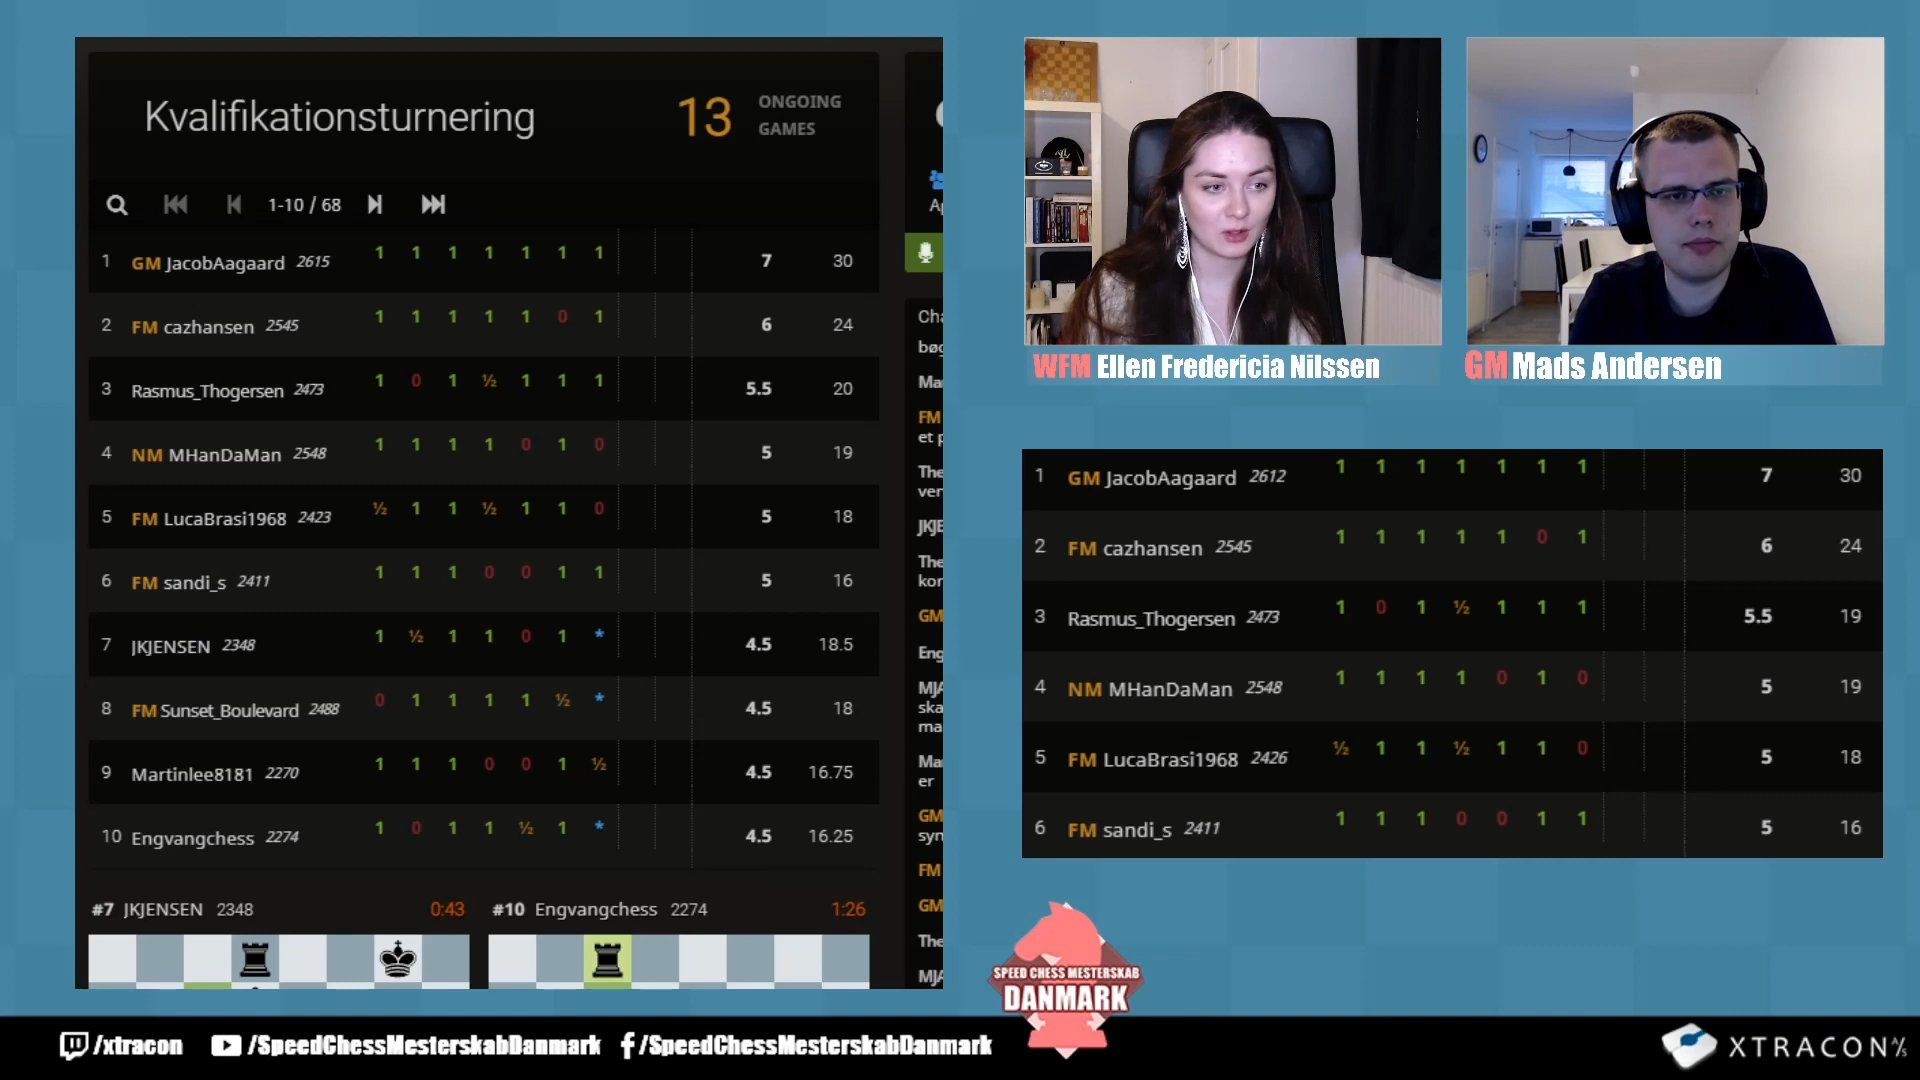 Kvalifikationsturnering
13 ONGOING GAMES
1-10 / 68
1 GM JacobAagaard 2615 1 1 1 1 1 1 1 7 30
2 FM cazhansen 2545 1 1 1 1 1 0 1 6 24
3 Rasmus_Thogersen 2473 1 0 1 ½ 1 1 1 5.5 20
4 NM MHanDaMan 2548 1 1 1 1 0 1 0 5 19
5 FM LucaBrasi1968 2423 ½ 1 1 ½ 1 1 0 5 18
6 FM sandi_s 2411 1 1 1 0 0 1 1 5 16
7 JKJENSEN 2348 1 ½ 1 1 0 1 * 4.5 18.5
8 FM Sunset_Boulevard 2488 0 1 1 1 1 ½ * 4.5 18
9 Martinlee8181 2270 1 1 1 0 0 1 ½ 4.5 16.75
10 Engvangchess 2274 1 0 1 1 ½ 1 * 4.5 16.25
#7 JKJENSEN 2348 0:43
#10 Engvangchess 2274 1:26
FM
et p
GM
FM
GM
WFM Ellen Fredericia Nilssen
GM Mads Andersen
1 GM JacobAagaard 2612 1 1 1 1 1 1 1 7 30
2 FM cazhansen 2545 1 1 1 1 1 0 1 6 24
3 Rasmus_Thogersen 2473 1 0 1 ½ 1 1 1 5.5 19
4 NM MHanDaMan 2548 1 1 1 1 0 1 0 5 19
5 FM LucaBrasi1968 2426 ½ 1 1 ½ 1 1 0 5 18
6 FM sandi_s 2411 1 1 1 0 0 1 1 5 16
SPEED CHESS MESTERSKAB
DANMARK
/xtracon /SpeedChessMesterskabDanmark /SpeedChessMesterskabDanmark
XTRACON A/S